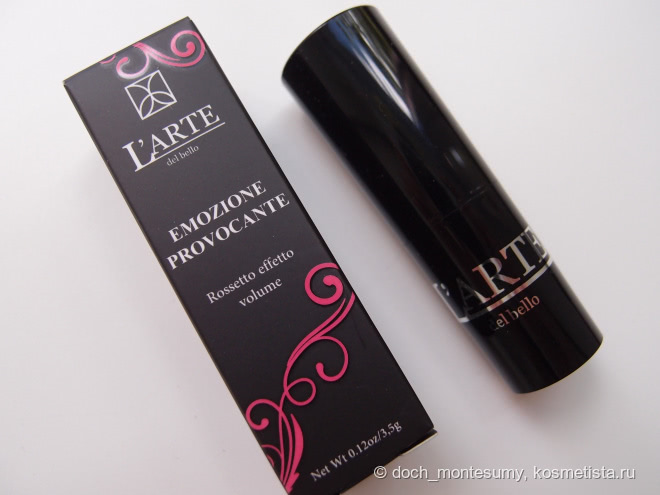 L'ARTE
del bello
EMOZIONE
PROVOCANTE
Rossetto effetto
volume
Net Wt 0.12oz/3,5g
L'ARTE
del bello
© doch_montesumy, kosmetista.ru